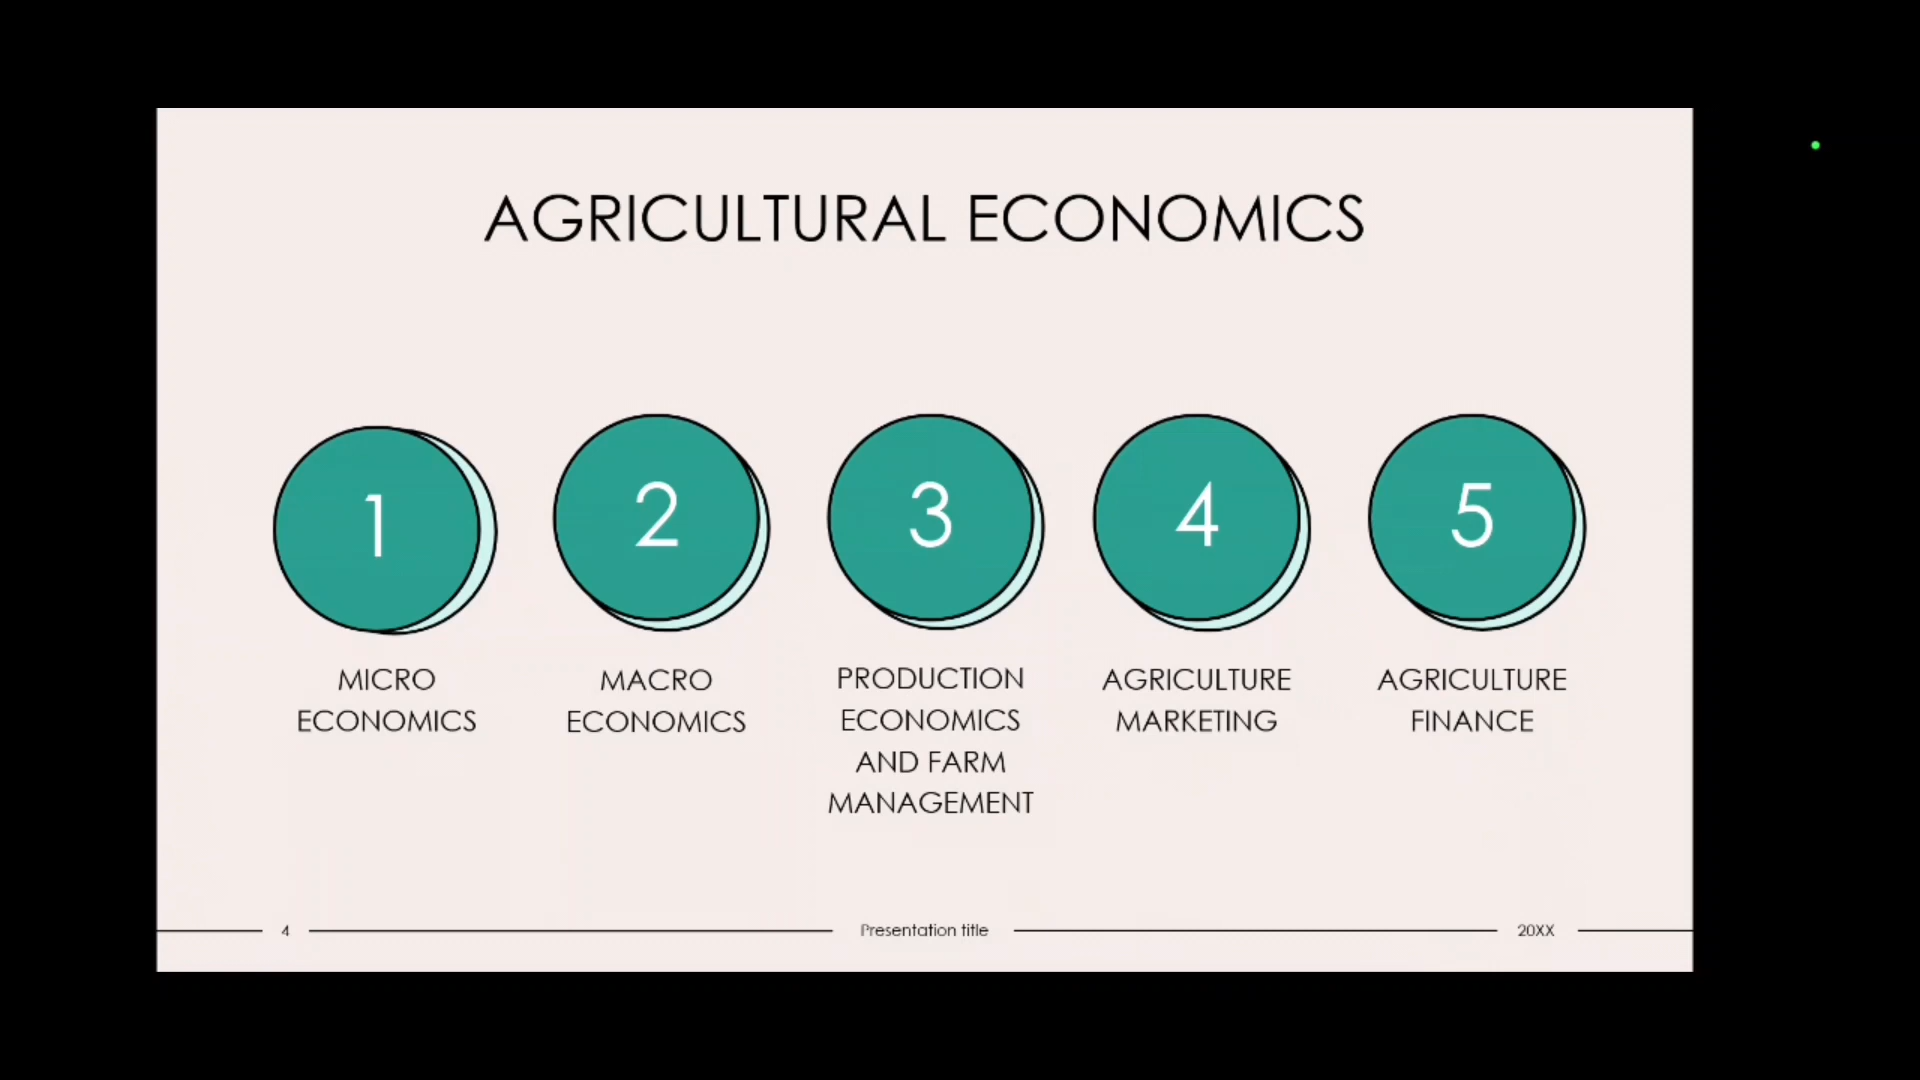 AGRICULTURAL ECONOMICS
1
2
3
4
5
MICRO
ECONOMICS
MACRO
ECONOMICS
PRODUCTION
ECONOMICS
AND FARM
MANAGEMENT
AGRICULTURE
MARKETING
AGRICULTURE
FINANCE
4
Presentation title
20XX